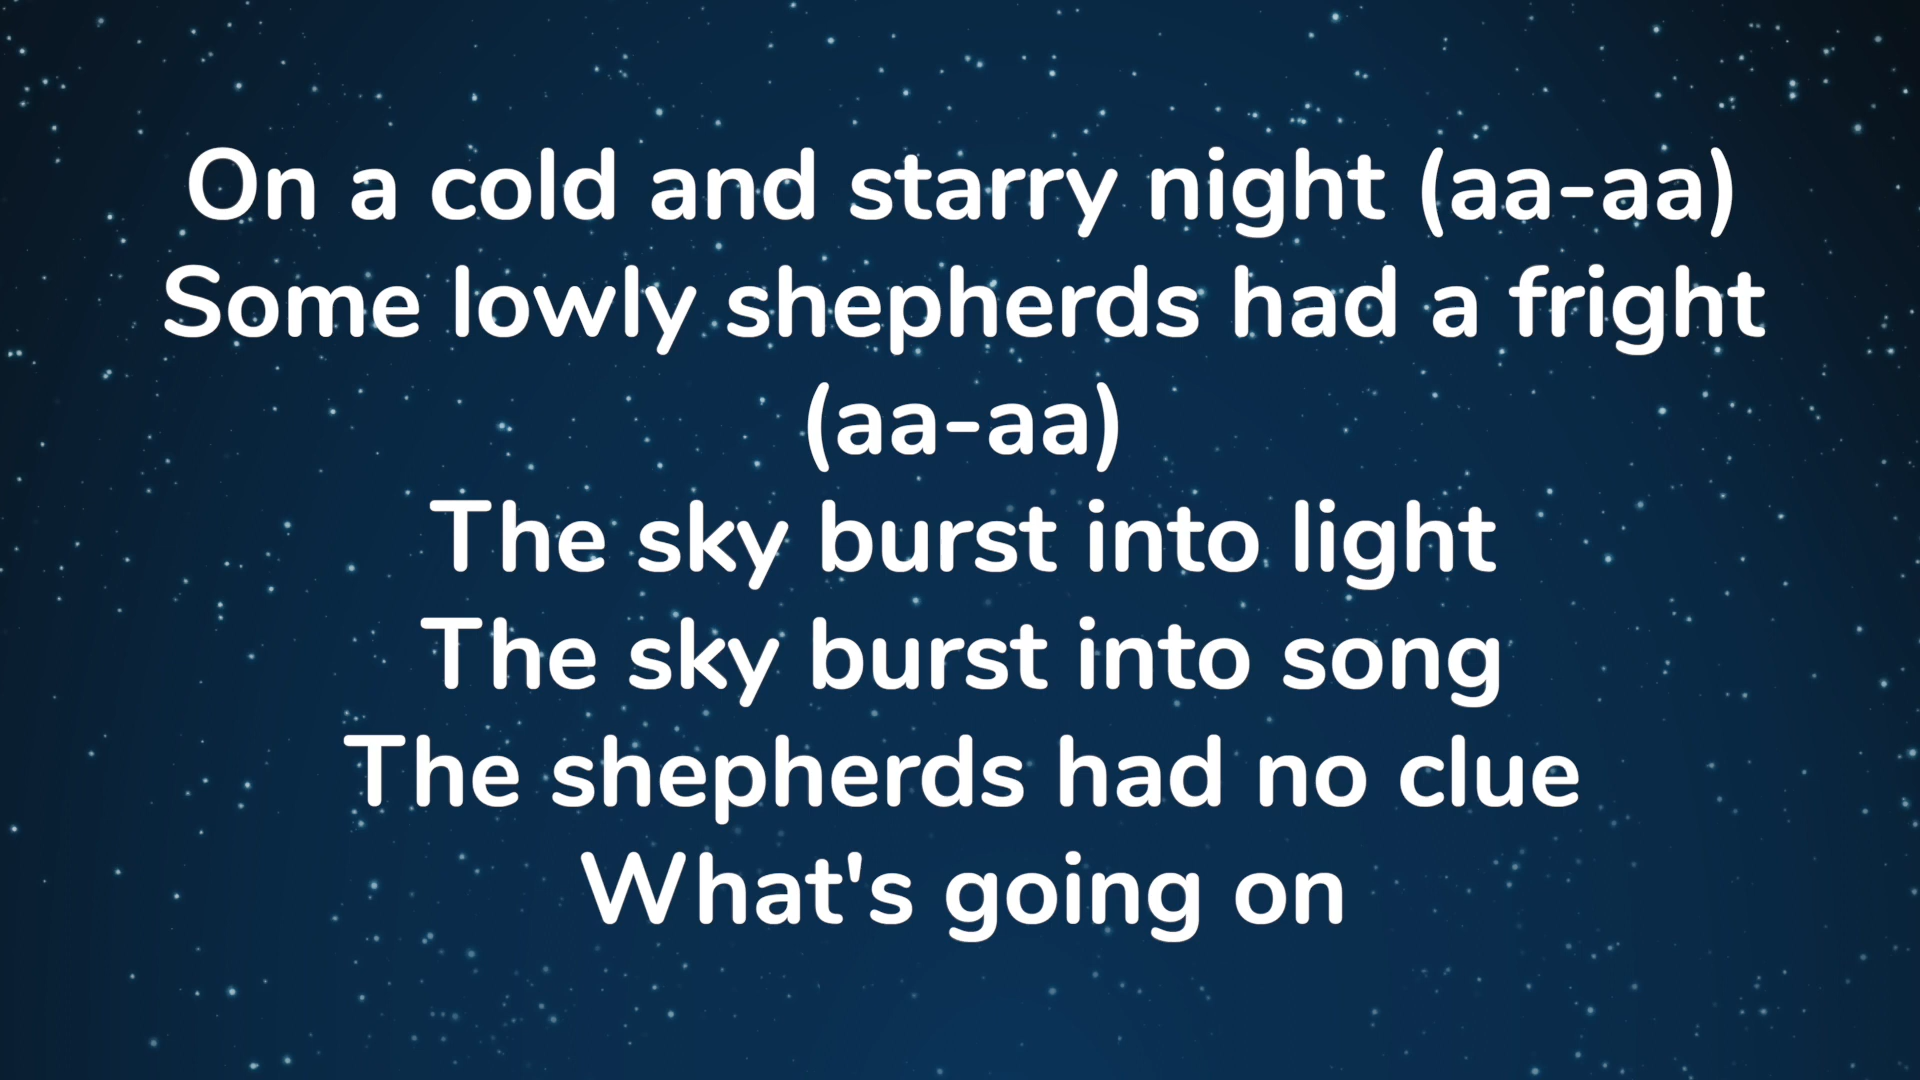 On a cold and starry night (aa-aa)
Some lowly shepherds had a fright
(aa-aa)
The sky burst into light
The sky burst into song
The shepherds had no clue
What's going on